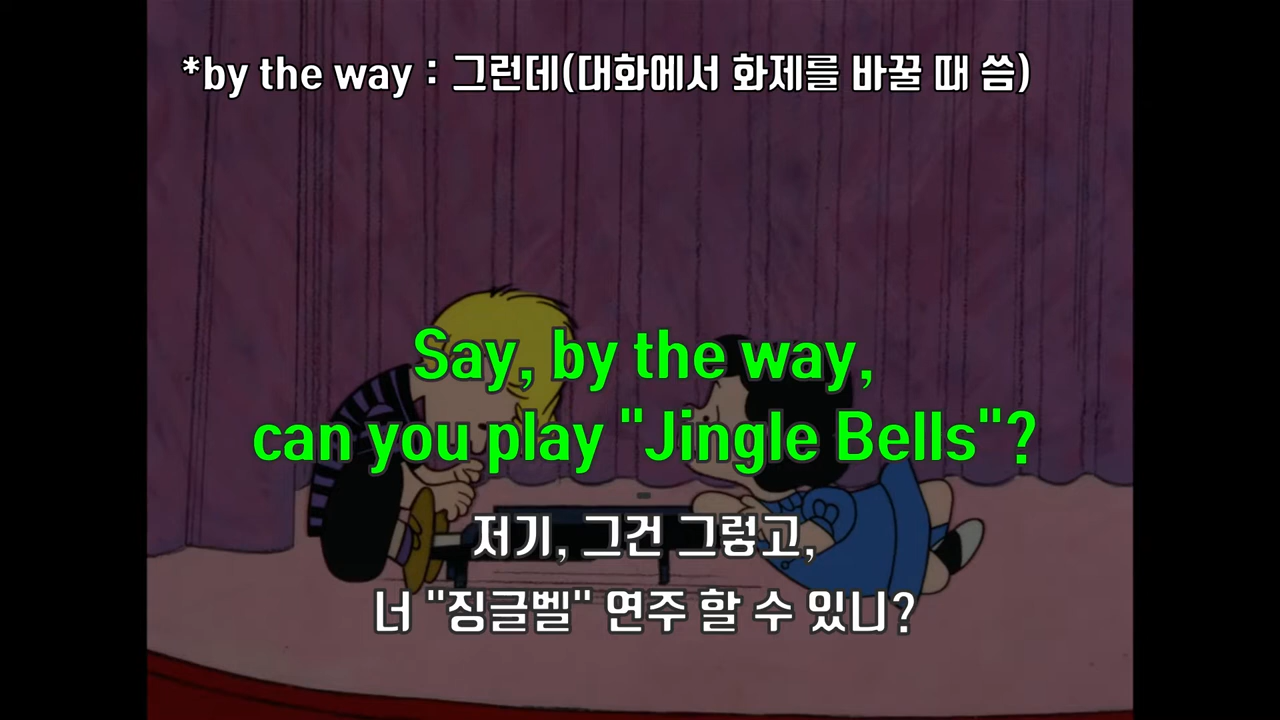 *by the way : 그런데(대화에서 화제를 바꿀 때 씀)
Say, by the way,
can you play "Jingle Bells"?
저기, 그건 그렇고,
너 "징글벨" 연주 할 수 있니?